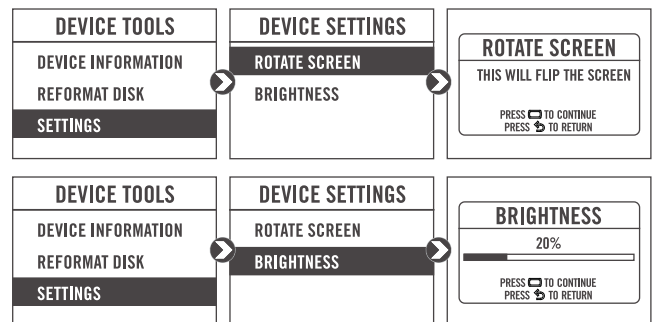 DEVICE TOOLS
DEVICE INFORMATION
REFORMAT DISK
SETTINGS
DEVICE SETTINGS
ROTATE SCREEN
BRIGHTNESS
ROTATE SCREEN
THIS WILL FLIP THE SCREEN
PRESS TO CONTINUE
PRESS TO RETURN
DEVICE TOOLS
DEVICE INFORMATION
REFORMAT DISK
SETTINGS
DEVICE SETTINGS
ROTATE SCREEN
BRIGHTNESS
BRIGHTNESS
20%
PRESS TO CONTINUE
PRESS TO RETURN